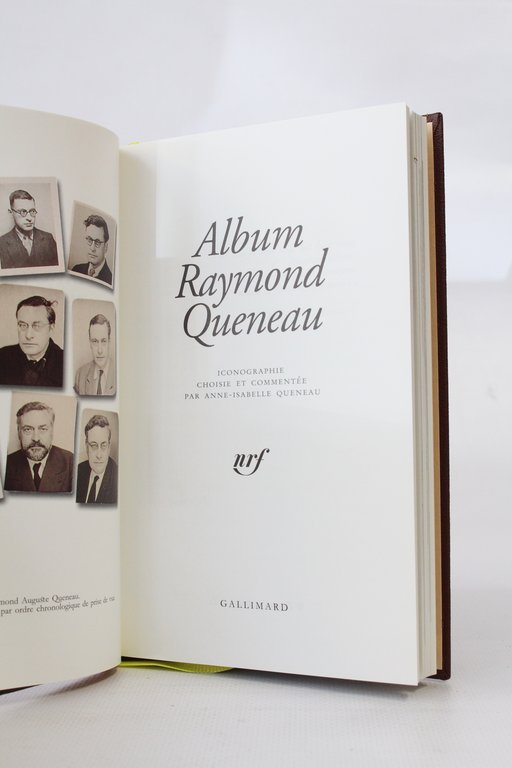 mond Auguste Queneau.
par ordre chronologique de prise de vue
Album
Raymond
Queneau
ICONOGRAPHIE
CHOISIE ET COMMENTÉE
PAR ANNE-ISABELLE QUENEAU
nrf
GALLIMARD